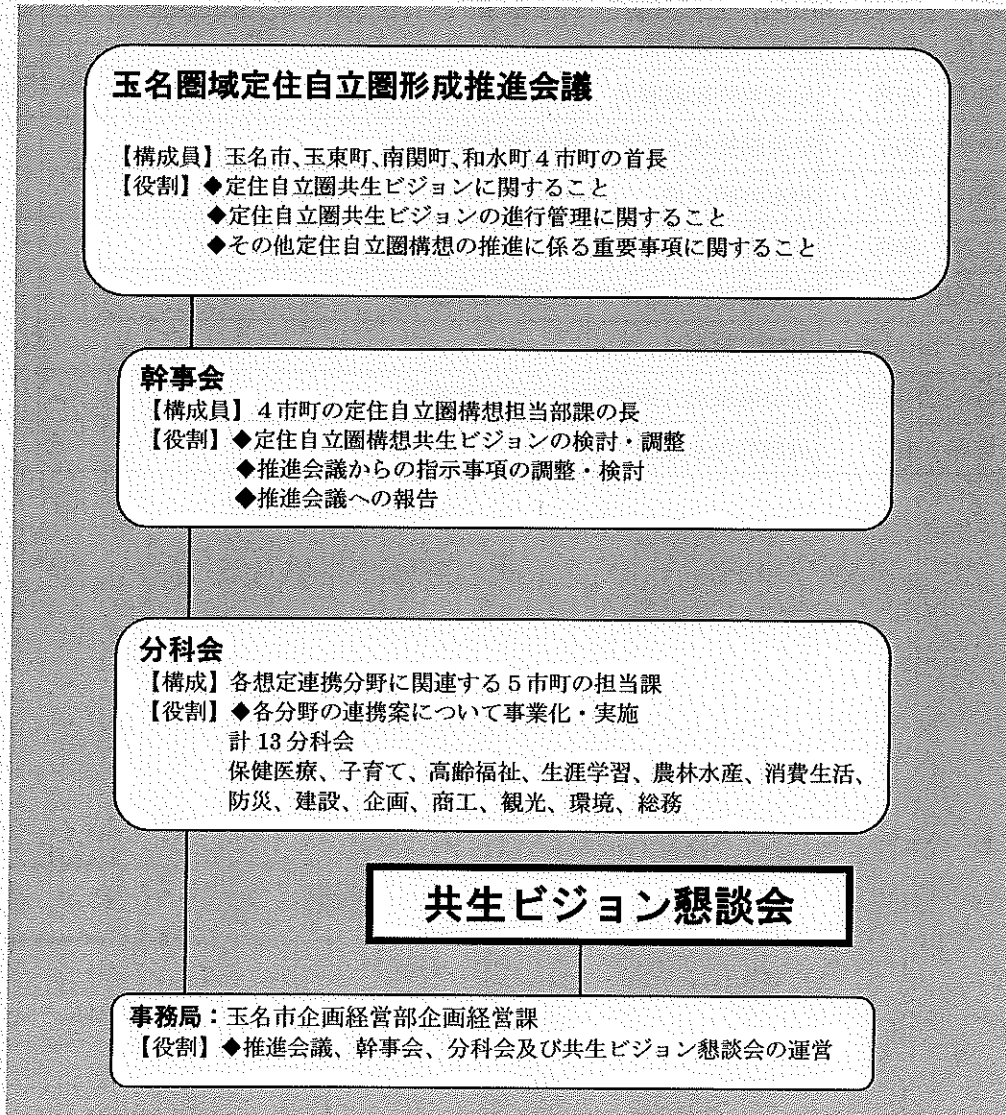 玉名圏域定住自立圏形成推進会議
【構成員】玉名市、玉東町、南関町、和水町４市町の首長
【役割】◆定住自立圏共生ビジョンに関すること
◆定住自立圏共生ビジョンの進行管理に関すること
◆その他定住自立圏構想の推進に係る重要事項に関すること
幹事会
【構成員】４市町の定住自立圏構想担当部課の長
【役割】◆定住自立圏構想共生ビジョンの検討・調整
◆推進会議からの指示事項の調整・検討
◆推進会議への報告
分科会
【構成】各想定連携分野に関連する５市町の担当課
【役割】◆各分野の連携案について事業化・実施
計 13 分科会
保健医療、子育て、高齢福祉、生涯学習、農林水産、消費生活、
防災、建設、企画、商工、観光、環境、総務
共生ビジョン懇談会
事務局：玉名市企画経営部企画経営課
【役割】◆推進会議、幹事会、分科会及び共生ビジョン懇談会の運営